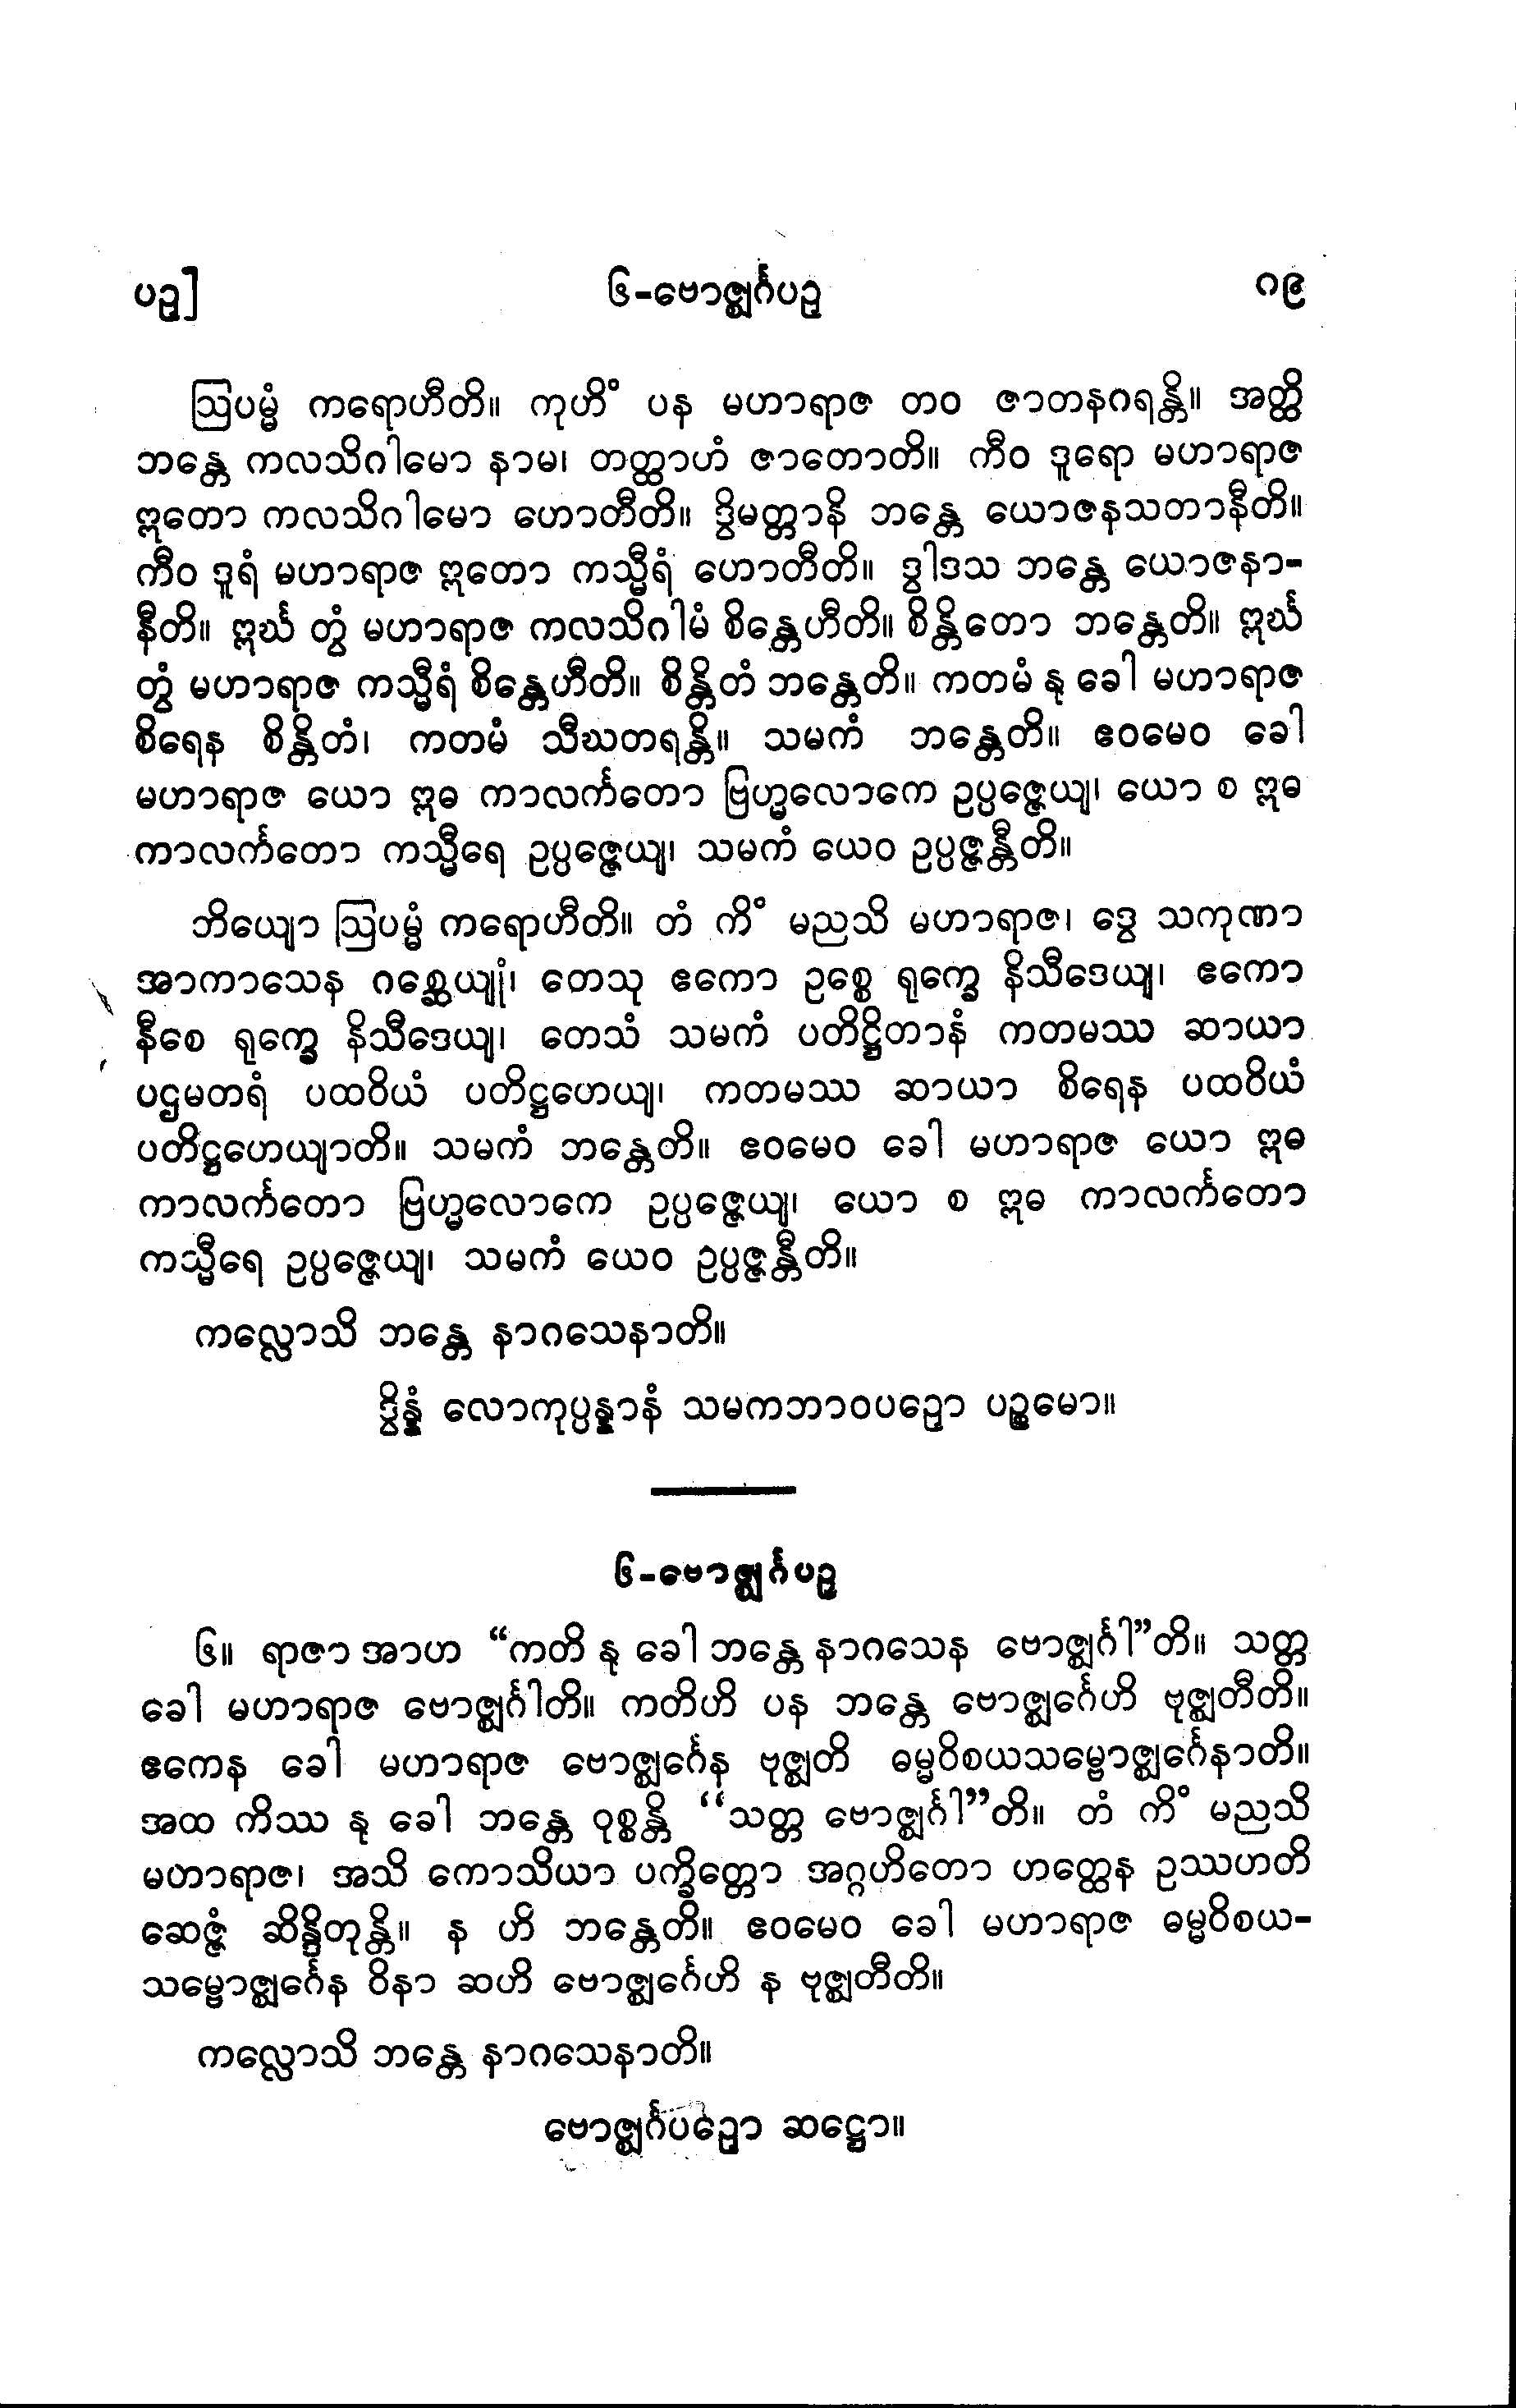 ပဉှ]
၆-ဗောဇ္ဈင်္ဂပဉှ
၈၉
ဩပမ္မံ ကရောဟီတိ။ ကုဟိံ ပန မဟာရာဇ တဝ ဇာတနဂရန္တိ။ အတ္ထိ
ဘန္တေ ကလသိဂါမော နာမ၊ တတ္ထာဟံ ဇာတောတိ။ ကီဝ ဒူရော မဟာရာဇ
ဣတော ကလသိဂါမော ဟောတီတိ။ ဒွိမတ္တာနိ ဘန္တေ ယောဇနသတာနီတိ။
ကီဝ ဒူရံ မဟာရာဇ ဣတော ကသ္မီရံ ဟောတီတိ။ ဒွါဒသ ဘန္တေ ယောဇနာ-
နီတိ။ ဣင်္ဃ တွံ မဟာရာဇ ကလသိဂါမံ စိန္တေဟီတိ။ စိန္တိတော ဘန္တေတိ။ ဣင်္ဃ
တွံ မဟာရာဇ ကသ္မီရံ စိန္တေဟီတိ။ စိန္တိတံ ဘန္တေတိ။ ကတမံ နု ခေါ မဟာရာဇ
စိရေန စိန္တိတံ၊ ကတမံ သီဃတရန္တိ။ သမကံ ဘန္တေတိ။ ဧဝမေဝ ခေါ
မဟာရာဇ ယော ဣဓ ကာလင်္ကတော ဗြဟ္မလောကေ ဥပ္ပဇ္ဇေယျ၊ ယော စ ဣဓ
ကာလင်္ကတော ကသ္မီရေ ဥပ္ပဇ္ဇေယျ၊ သမကံ ယေဝ ဥပ္ပဇ္ဇန္တီတိ။
ဘိယျော ဩပမ္မံ ကရောဟီတိ။ တံ ကိံ မညသိ မဟာရာဇ၊ ဒွေ သကုဏာ
အာကာသေန ဂစ္ဆေယျုံ၊ တေသု ဧကော ဥစ္စေ ရုက္ခေ နိသီဒေယျ၊ ဧကော
နီစေ ရုက္ခေ နိသီဒေယျ၊ တေသံ သမကံ ပတိဋ္ဌိတာနံ ကတမဿ ဆာယာ
ပဌမတရံ ပထဝိယံ ပတိဋ္ဌဟေယျ၊ ကတမဿ ဆာယာ စိရေန ပထဝိယံ
ပတိဋ္ဌဟေယျာတိ။ သမကံ ဘန္တေတိ။ ဧဝမေဝ ခေါ မဟာရာဇ ယော ဣဓ
ကာလင်္ကတော ဗြဟ္မလောကေ ဥပ္ပဇ္ဇေယျ၊ ယော စ ဣဓ ကာလင်္ကတော
ကသ္မီရေ ဥပ္ပဇ္ဇေယျ၊ သမကံ ယေဝ ဥပ္ပဇ္ဇန္တီတိ။
ကလ္လောသိ ဘန္တေ နာဂသေနာတိ။
ဒွိန္နံ လောကုပ္ပန္နာနံ သမကဘာဝပဉှော ပဉ္စမော။
၆-ဗောဇ္ဈင်္ဂပဉှ
၆။ ရာဇာ အာဟ “ကတိ နု ခေါ ဘန္တေ နာဂသေန ဗောဇ္ဈင်္ဂါ”တိ။ သတ္တ
ခေါ မဟာရာဇ ဗောဇ္ဈင်္ဂါတိ။ ကတိဟိ ပန ဘန္တေ ဗောဇ္ဈင်္ဂေဟိ ဗုဇ္ဈတီတိ။
ဧကေန ခေါ မဟာရာဇ ဗောဇ္ဈင်္ဂေန ဗုဇ္ဈတိ ဓမ္မဝိစယသမ္ဗောဇ္ဈင်္ဂေနာတိ။
အထ ကိဿ နု ခေါ ဘန္တေ ဝုစ္စန္တိ “သတ္တ ဗောဇ္ဈင်္ဂါ”တိ။ တံ ကိံ မညသိ
မဟာရာဇ၊ အသိ ကောသိယာ ပက္ခိတ္တော အဂ္ဂဟိတော ဟတ္ထေန ဥဿဟတိ
ဆေဇ္ဇံ ဆိန္ဒိတုန္တိ။ န ဟိ ဘန္တေတိ။ ဧဝမေဝ ခေါ မဟာရာဇ ဓမ္မဝိစယ-
သမ္ဗောဇ္ဈင်္ဂေန ဝိနာ ဆဟိ ဗောဇ္ဈင်္ဂေဟိ န ဗုဇ္ဈတီတိ။
ကလ္လောသိ ဘန္တေ နာဂသေနာတိ။
ဗောဇ္ဈင်္ဂပဉှော ဆဋ္ဌော။